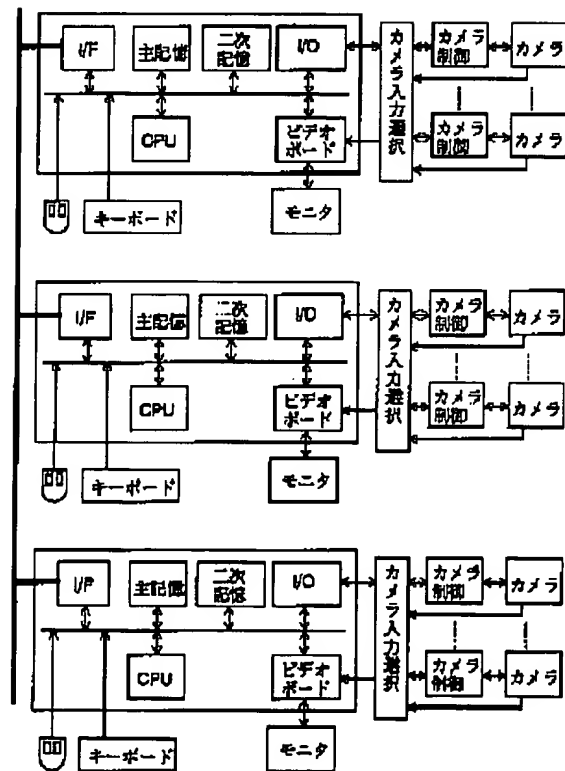 I/F
主記憶
二次
記憶
I/O
CPU
ビデオ
ボード
キーボード
モニタ
カメラ入力選択
カメラ
制御
カメラ
カメラ
制御
カメラ
I/F
主記憶
二次
記憶
I/O
CPU
ビデオ
ボード
キーボード
モニタ
カメラ入力選択
カメラ
制御
カメラ
カメラ
制御
カメラ
I/F
主記憶
二次
記憶
I/O
CPU
ビデオ
ボード
キーボード
モニタ
カメラ入力選択
カメラ
制御
カメラ
カメラ
制御
カメラ